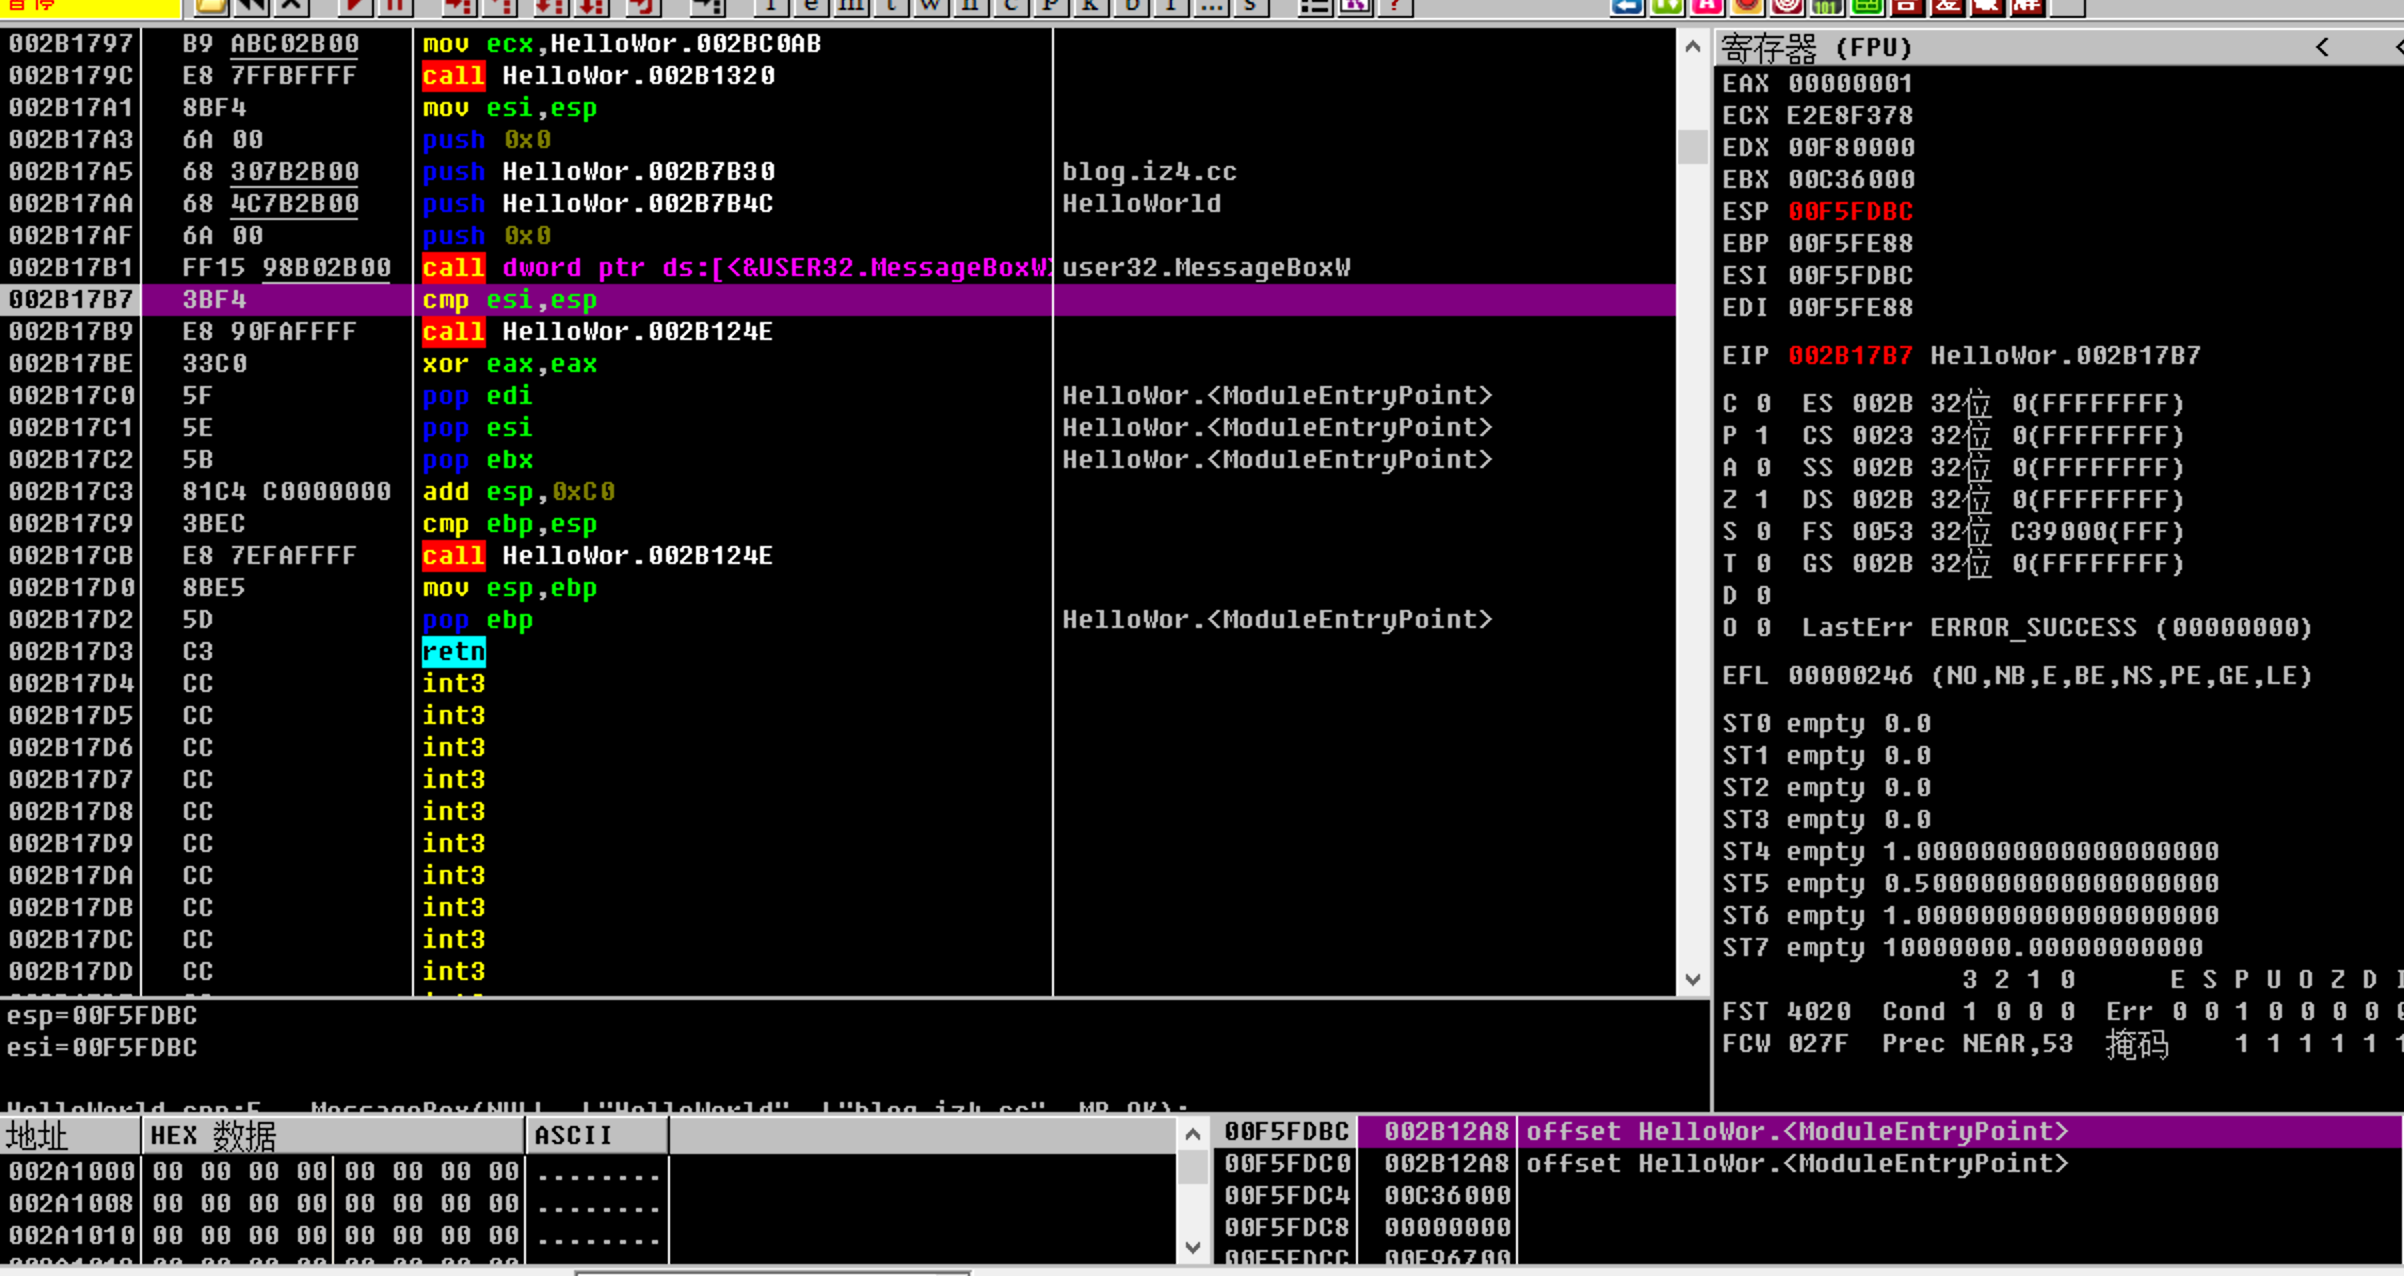 暂停
l e m t w h c P k b r ... s ?
002B1797 B9 ABC02B00 mov ecx,HelloWor.002BC0AB
002B179C E8 7FFBFFFF call HelloWor.002B1320
002B17A1 8BF4 mov esi,esp
002B17A3 6A 00 push 0x0
002B17A5 68 307B2B00 push HelloWor.002B7B30 blog.iz4.cc
002B17AA 68 4C7B2B00 push HelloWor.002B7B4C HelloWorld
002B17AF 6A 00 push 0x0
002B17B1 FF15 98B02B00 call dword ptr ds:[<&USER32.MessageBoxW> user32.MessageBoxW
002B17B7 3BF4 cmp esi,esp
002B17B9 E8 90FAFFFF call HelloWor.002B124E
002B17BE 33C0 xor eax,eax
002B17C0 5F pop edi HelloWor.<ModuleEntryPoint>
002B17C1 5E pop esi HelloWor.<ModuleEntryPoint>
002B17C2 5B pop ebx HelloWor.<ModuleEntryPoint>
002B17C3 81C4 C0000000 add esp,0xC0
002B17C9 3BEC cmp ebp,esp
002B17CB E8 7EFAFFFF call HelloWor.002B124E
002B17D0 8BE5 mov esp,ebp
002B17D2 5D pop ebp HelloWor.<ModuleEntryPoint>
002B17D3 C3 retn
002B17D4 CC int3
002B17D5 CC int3
002B17D6 CC int3
002B17D7 CC int3
002B17D8 CC int3
002B17D9 CC int3
002B17DA CC int3
002B17DB CC int3
002B17DC CC int3
002B17DD CC int3
寄存器 (FPU) < <
EAX 00000001
ECX E2E8F378
EDX 00F80000
EBX 00C36000
ESP 00F5FDBC
EBP 00F5FE88
ESI 00F5FDBC
EDI 00F5FE88
EIP 002B17B7 HelloWor.002B17B7
C 0 ES 002B 32位 0(FFFFFFFF)
P 1 CS 0023 32位 0(FFFFFFFF)
A 0 SS 002B 32位 0(FFFFFFFF)
Z 1 DS 002B 32位 0(FFFFFFFF)
S 0 FS 0053 32位 C39000(FFF)
T 0 GS 002B 32位 0(FFFFFFFF)
D 0
O 0 LastErr ERROR_SUCCESS (00000000)
EFL 00000246 (NO,NB,E,BE,NS,PE,GE,LE)
ST0 empty 0.0
ST1 empty 0.0
ST2 empty 0.0
ST3 empty 0.0
ST4 empty 1.0000000000000000000
ST5 empty 0.5000000000000000000
ST6 empty 1.0000000000000000000
ST7 empty 10000000.00000000000
3 2 1 0 E S P U O Z D I
FST 4020 Cond 1 0 0 0 Err 0 0 1 0 0 0 0 0
FCW 027F Prec NEAR,53 掩码 1 1 1 1 1 1
esp=00F5FDBC
esi=00F5FDBC
HelloWorld.cpp:5. MessageBox(NULL, L"HelloWorld", L"blog.iz4.cc", MB_OK);
地址 HEX 数据 ASCII
002A1000 00 00 00 00 00 00 00 00 ........
002A1008 00 00 00 00 00 00 00 00 ........
002A1010 00 00 00 00 00 00 00 00 ........
00F5FDBC 002B12A8 offset HelloWor.<ModuleEntryPoint>
00F5FDC0 002B12A8 offset HelloWor.<ModuleEntryPoint>
00F5FDC4 00C36000
00F5FDC8 00000000
00F5FDCC 00F96700